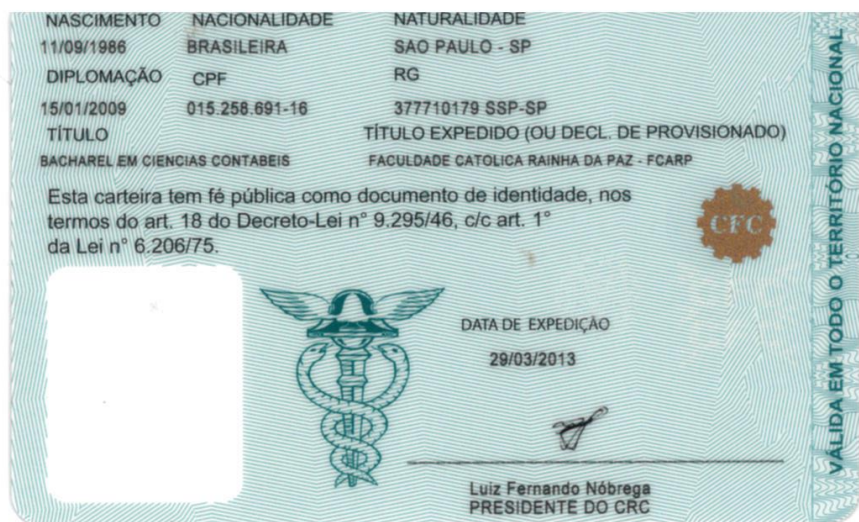 NASCIMENTO NACIONALIDADE NATURALIDADE
11/09/1986 BRASILEIRA SAO PAULO - SP
DIPLOMAÇÃO CPF RG
15/01/2009 015.258.691-16 377710179 SSP-SP
TÍTULO TÍTULO EXPEDIDO (OU DECL. DE PROVISIONADO)
BACHAREL EM CIENCIAS CONTABEIS FACULDADE CATOLICA RAINHA DA PAZ - FCARP
Esta carteira tem fé pública como documento de identidade, nos
termos do art. 18 do Decreto-Lei n° 9.295/46, c/c art. 1°
da Lei n° 6.206/75.
CFC
DATA DE EXPEDIÇÃO
29/03/2013
Luiz Fernando Nóbrega
PRESIDENTE DO CRC
VÁLIDA EM TODO O TERRITÓRIO NACIONAL